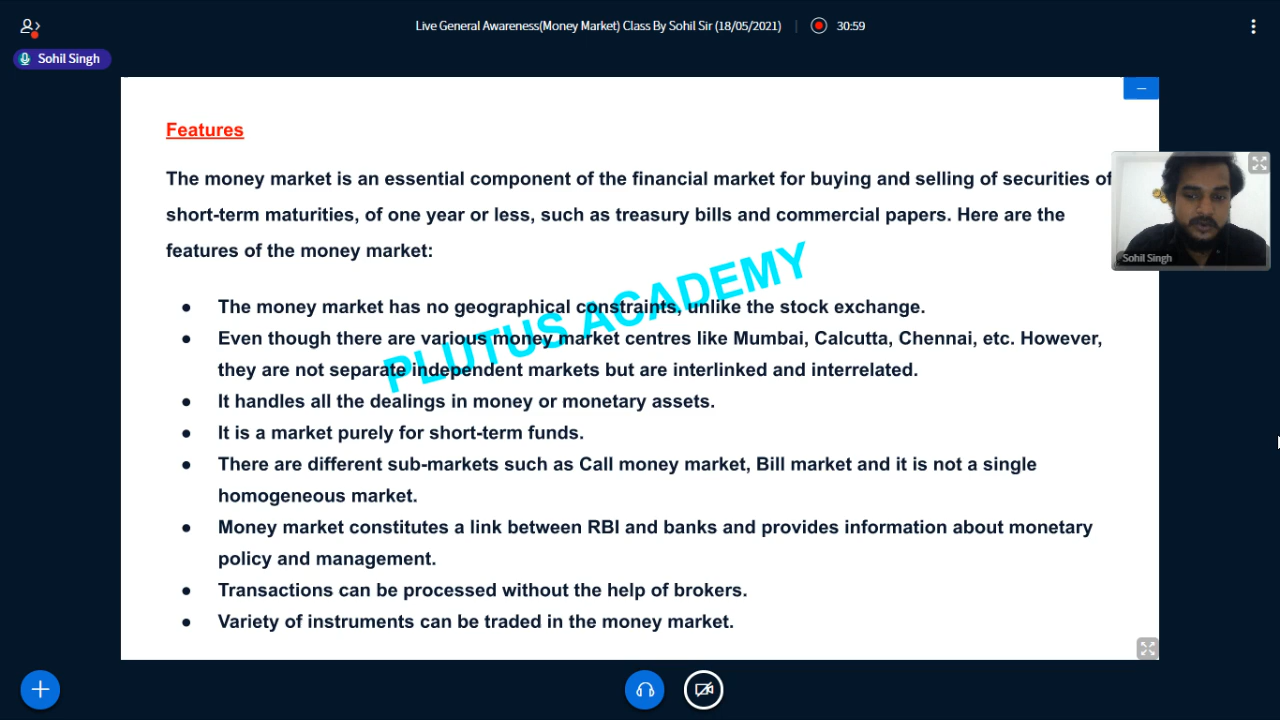 Live General Awareness(Money Market) Class By Sohil Sir (18/05/2021)
30:59
Sohil Singh
Features
The money market is an essential component of the financial market for buying and selling of securities of
short-term maturities, of one year or less, such as treasury bills and commercial papers. Here are the
features of the money market:
● The money market has no geographical constraints, unlike the stock exchange.
● Even though there are various money market centres like Mumbai, Calcutta, Chennai, etc. However,
they are not separate independent markets but are interlinked and interrelated.
● It handles all the dealings in money or monetary assets.
● It is a market purely for short-term funds.
● There are different sub-markets such as Call money market, Bill market and it is not a single
homogeneous market.
● Money market constitutes a link between RBI and banks and provides information about monetary
policy and management.
● Transactions can be processed without the help of brokers.
● Variety of instruments can be traded in the money market.
PLUTUS ACADEMY
Sohil Singh